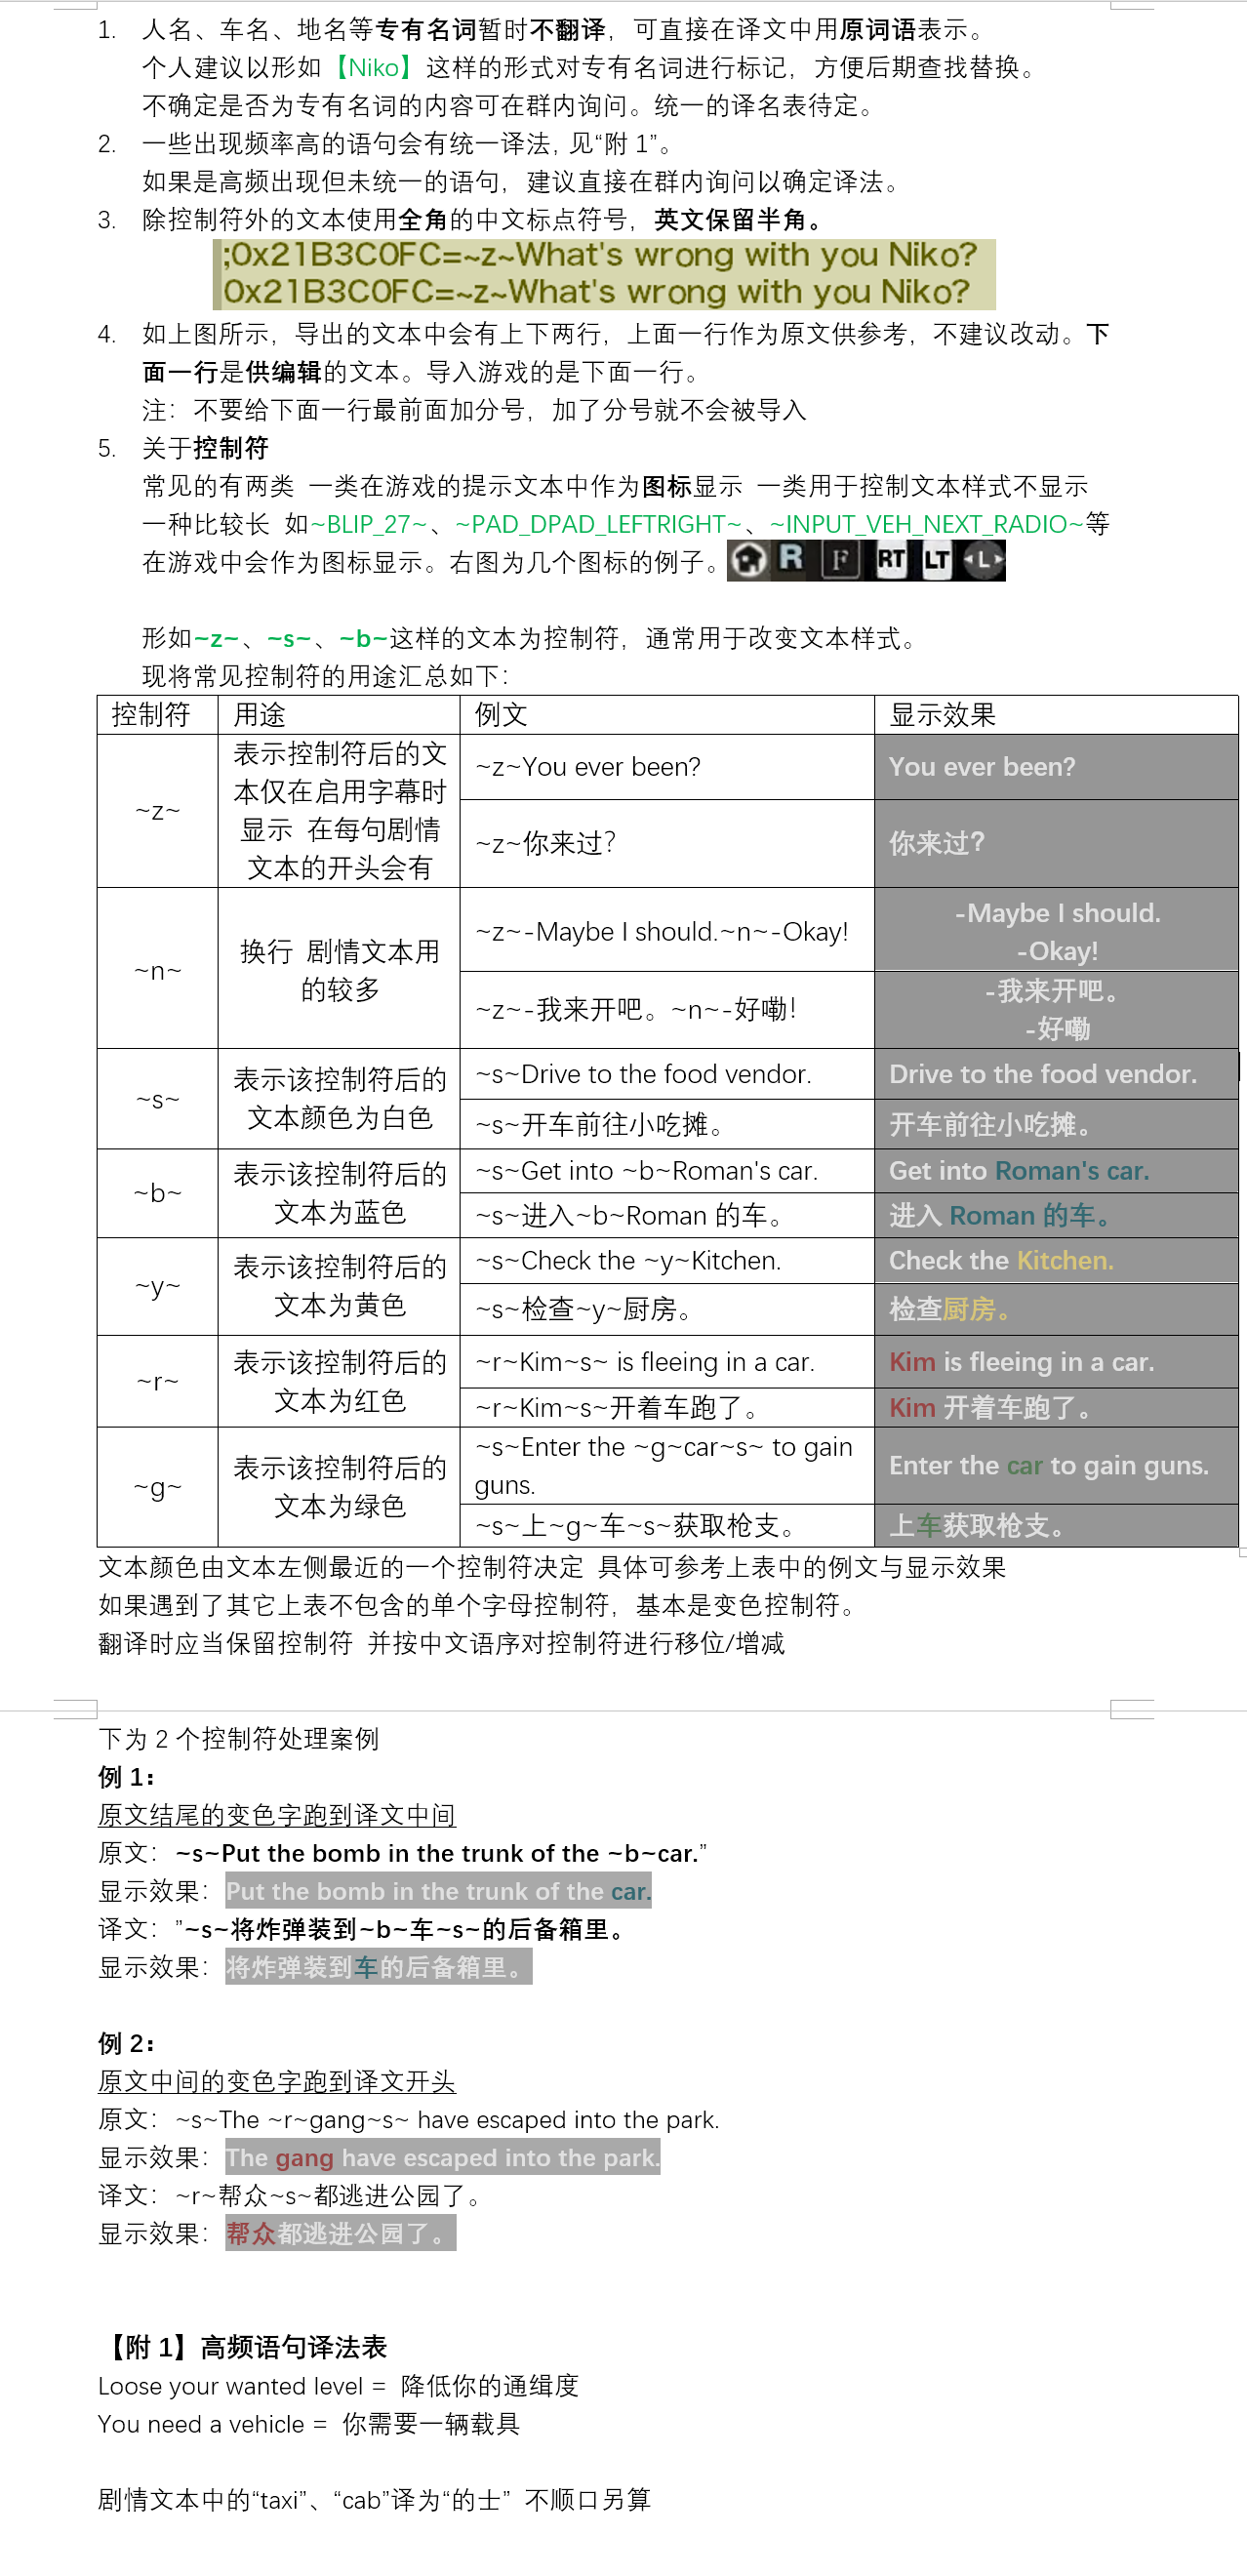 1. 人名、车名、地名等专有名词暂时不翻译，可直接在译文中用原词语表示。
个人建议以形如【Niko】这样的形式对专有名词进行标记，方便后期查找替换。
不确定是否为专有名词的内容可在群内询问。统一的译名表待定。
2. 一些出现频率高的语句会有统一译法, 见“附 1”。
如果是高频出现但未统一的语句，建议直接在群内询问以确定译法。
3. 除控制符外的文本使用全角的中文标点符号，英文保留半角。
;0x21B3C0FC=~z~What's wrong with you Niko?
0x21B3C0FC=~z~What's wrong with you Niko?
4. 如上图所示，导出的文本中会有上下两行，上面一行作为原文供参考，不建议改动。下
面一行是供编辑的文本。导入游戏的是下面一行。
注：不要给下面一行最前面加分号，加了分号就不会被导入
5. 关于控制符
常见的有两类 一类在游戏的提示文本中作为图标显示 一类用于控制文本样式不显示
一种比较长 如~BLIP_27~、~PAD_DPAD_LEFTRIGHT~、~INPUT_VEH_NEXT_RADIO~等
在游戏中会作为图标显示。右图为几个图标的例子。 R F RT LT L
形如~z~、~s~、~b~这样的文本为控制符，通常用于改变文本样式。
现将常见控制符的用途汇总如下：
控制符 用途 例文 显示效果
~z~
表示控制符后的文
本仅在启用字幕时
显示 在每句剧情
文本的开头会有
~z~You ever been?
You ever been?
~z~你来过？
你来过?
~n~
换行 剧情文本用
的较多
~z~-Maybe I should.~n~-Okay!
-Maybe I should.
-Okay!
~z~-我来开吧。~n~-好嘞！
-我来开吧。
-好嘞
~s~
表示该控制符后的
文本颜色为白色
~s~Drive to the food vendor.
Drive to the food vendor.
~s~开车前往小吃摊。
开车前往小吃摊。
~b~
表示该控制符后的
文本为蓝色
~s~Get into ~b~Roman's car.
Get into Roman's car.
~s~进入~b~Roman 的车。
进入 Roman 的车。
~y~
表示该控制符后的
文本为黄色
~s~Check the ~y~Kitchen.
Check the Kitchen.
~s~检查~y~厨房。
检查厨房。
~r~
表示该控制符后的
文本为红色
~r~Kim~s~ is fleeing in a car.
Kim is fleeing in a car.
~r~Kim~s~开着车跑了。
Kim 开着车跑了。
~g~
表示该控制符后的
文本为绿色
~s~Enter the ~g~car~s~ to gain
guns.
Enter the car to gain guns.
~s~上~g~车~s~获取枪支。
上车获取枪支。
文本颜色由文本左侧最近的一个控制符决定 具体可参考上表中的例文与显示效果
如果遇到了其它上表不包含的单个字母控制符，基本是变色控制符。
翻译时应当保留控制符 并按中文语序对控制符进行移位/增减
下为 2 个控制符处理案例
例 1：
原文结尾的变色字跑到译文中间
原文：~s~Put the bomb in the trunk of the ~b~car.”
显示效果：Put the bomb in the trunk of the car.
译文：”~s~将炸弹装到~b~车~s~的后备箱里。
显示效果：将炸弹装到车的后备箱里。
例 2：
原文中间的变色字跑到译文开头
原文：~s~The ~r~gang~s~ have escaped into the park.
显示效果：The gang have escaped into the park.
译文：~r~帮众~s~都逃进公园了。
显示效果：帮众都逃进公园了。
【附 1】高频语句译法表
Loose your wanted level = 降低你的通缉度
You need a vehicle = 你需要一辆载具
剧情文本中的“taxi”、“cab”译为“的士” 不顺口另算